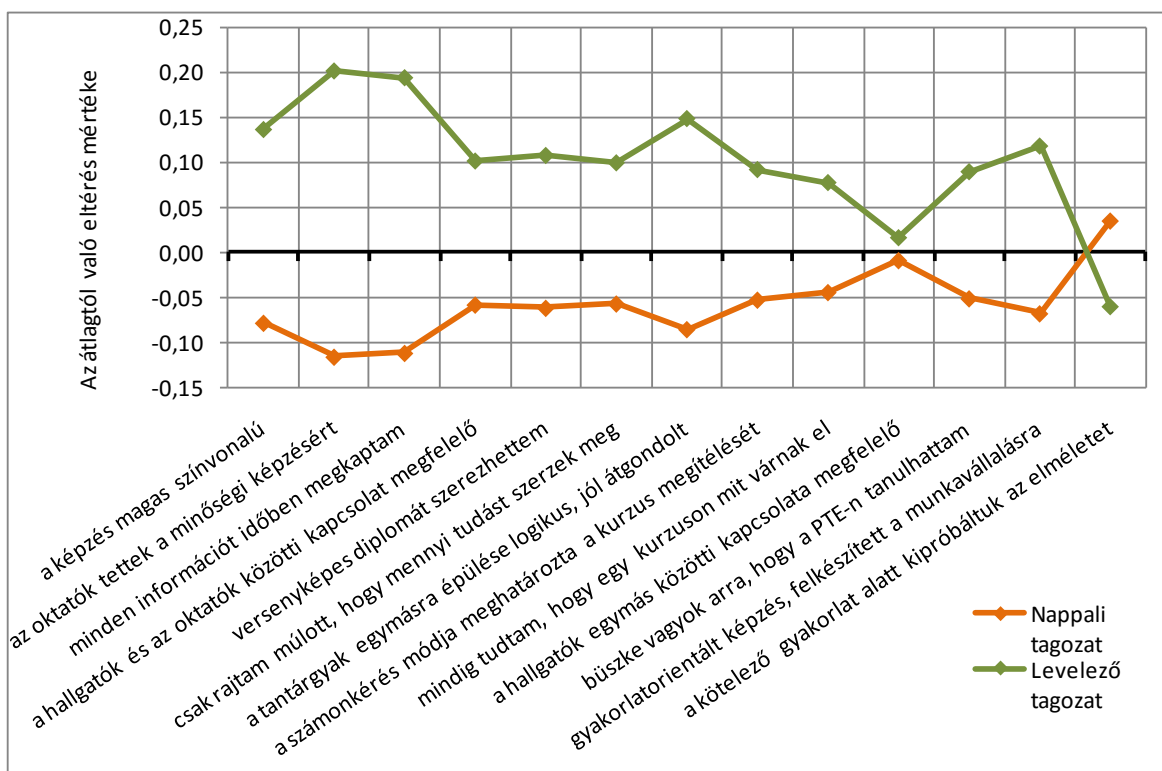 Az átlagtól való eltérés mértéke
0,25
0,20
0,15
0,10
0,05
0,00
-0,05
-0,10
-0,15
a képzés magas színvonalú
az oktatók tettek a minőségi képzésért
minden információt időben megkaptam
a hallgatók és az oktatók közötti kapcsolat megfelelő
versenyképes diplomát szerezhettem
csak rajtam múlott, hogy mennyi tudást szerzek meg
a tantárgyak egymásra épülése logikus, jól átgondolt
a számonkérés módja meghatározta a kurzus megítélését
mindig tudtam, hogy egy kurzuson mit várnak el
a hallgatók egymás közötti kapcsolata megfelelő
büszke vagyok arra, hogy a PTE-n tanulhattam
gyakorlatorientált képzés, felkészített a munkavállalásra
a kötelező gyakorlat alatt kipróbáltuk az elméletet
Nappali
tagozat
Levelező
tagozat